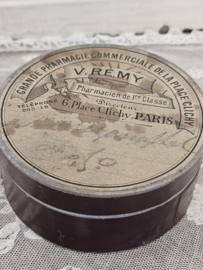 GRANDE PHARMACIE COMMERCIALE DE LA PLACE CLICHY
V. REMY
Pharmacien de 1re Classe
Directeur
6, Place Clichy, PARIS
TÉLÉPHONE